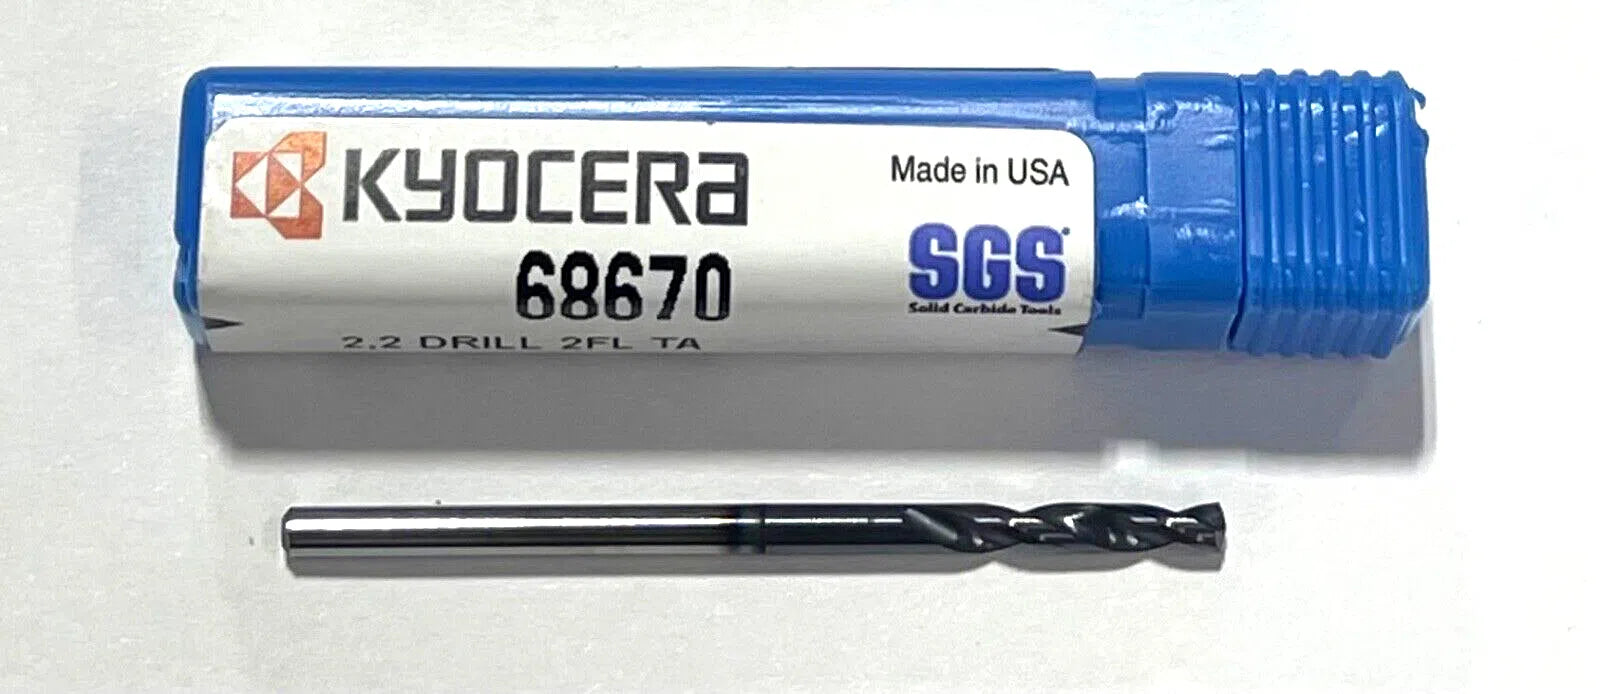 KYOCERA
Made in USA
68670
SGS
Solid Carbide Tools
2.2 DRILL 2FL TA